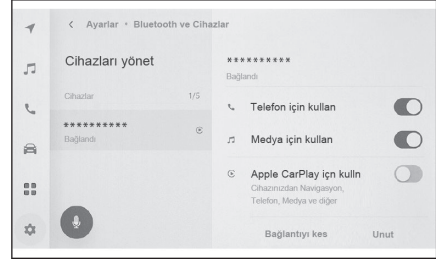 Ayarlar • Bluetooth ve Cihazlar
Cihazları yönet
Cihazlar 1/5
**********
Bağlandı
**********
Bağlandı
Telefon için kullan
Medya için kullan
Apple CarPlay içn kulln
Cihazınızdan Navigasyon,
Telefon, Medya ve diğer
Bağlantıyı kes Unut